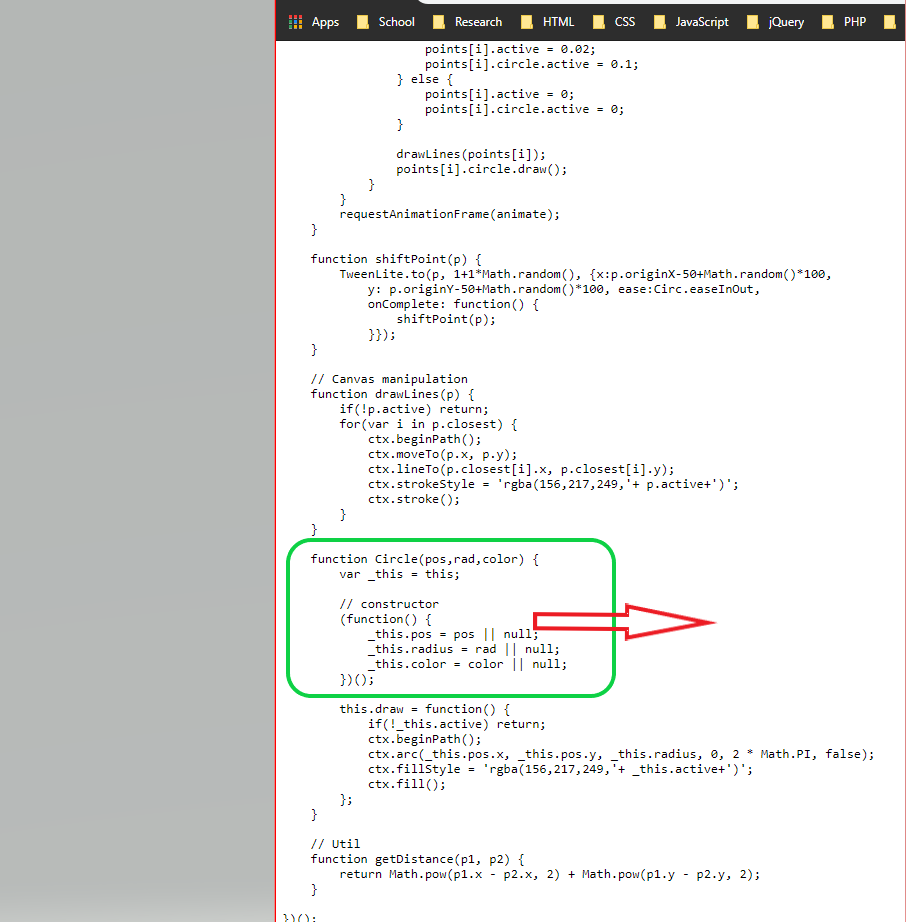 Apps School Research HTML CSS JavaScript jQuery PHP
points[i].active = 0.02;
points[i].circle.active = 0.1;
} else {
points[i].active = 0;
points[i].circle.active = 0;
}
drawLines(points[i]);
points[i].circle.draw();
}
}
requestAnimationFrame(animate);
}
function shiftPoint(p) {
TweenLite.to(p, 1+1*Math.random(), {x:p.originX-50+Math.random()*100,
y: p.originY-50+Math.random()*100, ease:Circ.easeInOut,
onComplete: function() {
shiftPoint(p);
}});
}
// Canvas manipulation
function drawLines(p) {
if(!p.active) return;
for(var i in p.closest) {
ctx.beginPath();
ctx.moveTo(p.x, p.y);
ctx.lineTo(p.closest[i].x, p.closest[i].y);
ctx.strokeStyle = 'rgba(156,217,249,'+ p.active+')';
ctx.stroke();
}
}
function Circle(pos,rad,color) {
var _this = this;
// constructor
(function() {
_this.pos = pos || null;
_this.radius = rad || null;
_this.color = color || null;
})();
this.draw = function() {
if(!_this.active) return;
ctx.beginPath();
ctx.arc(_this.pos.x, _this.pos.y, _this.radius, 0, 2 * Math.PI, false);
ctx.fillStyle = 'rgba(156,217,249,'+ _this.active+')';
ctx.fill();
};
}
// Util
function getDistance(p1, p2) {
return Math.pow(p1.x - p2.x, 2) + Math.pow(p1.y - p2.y, 2);
}
})();